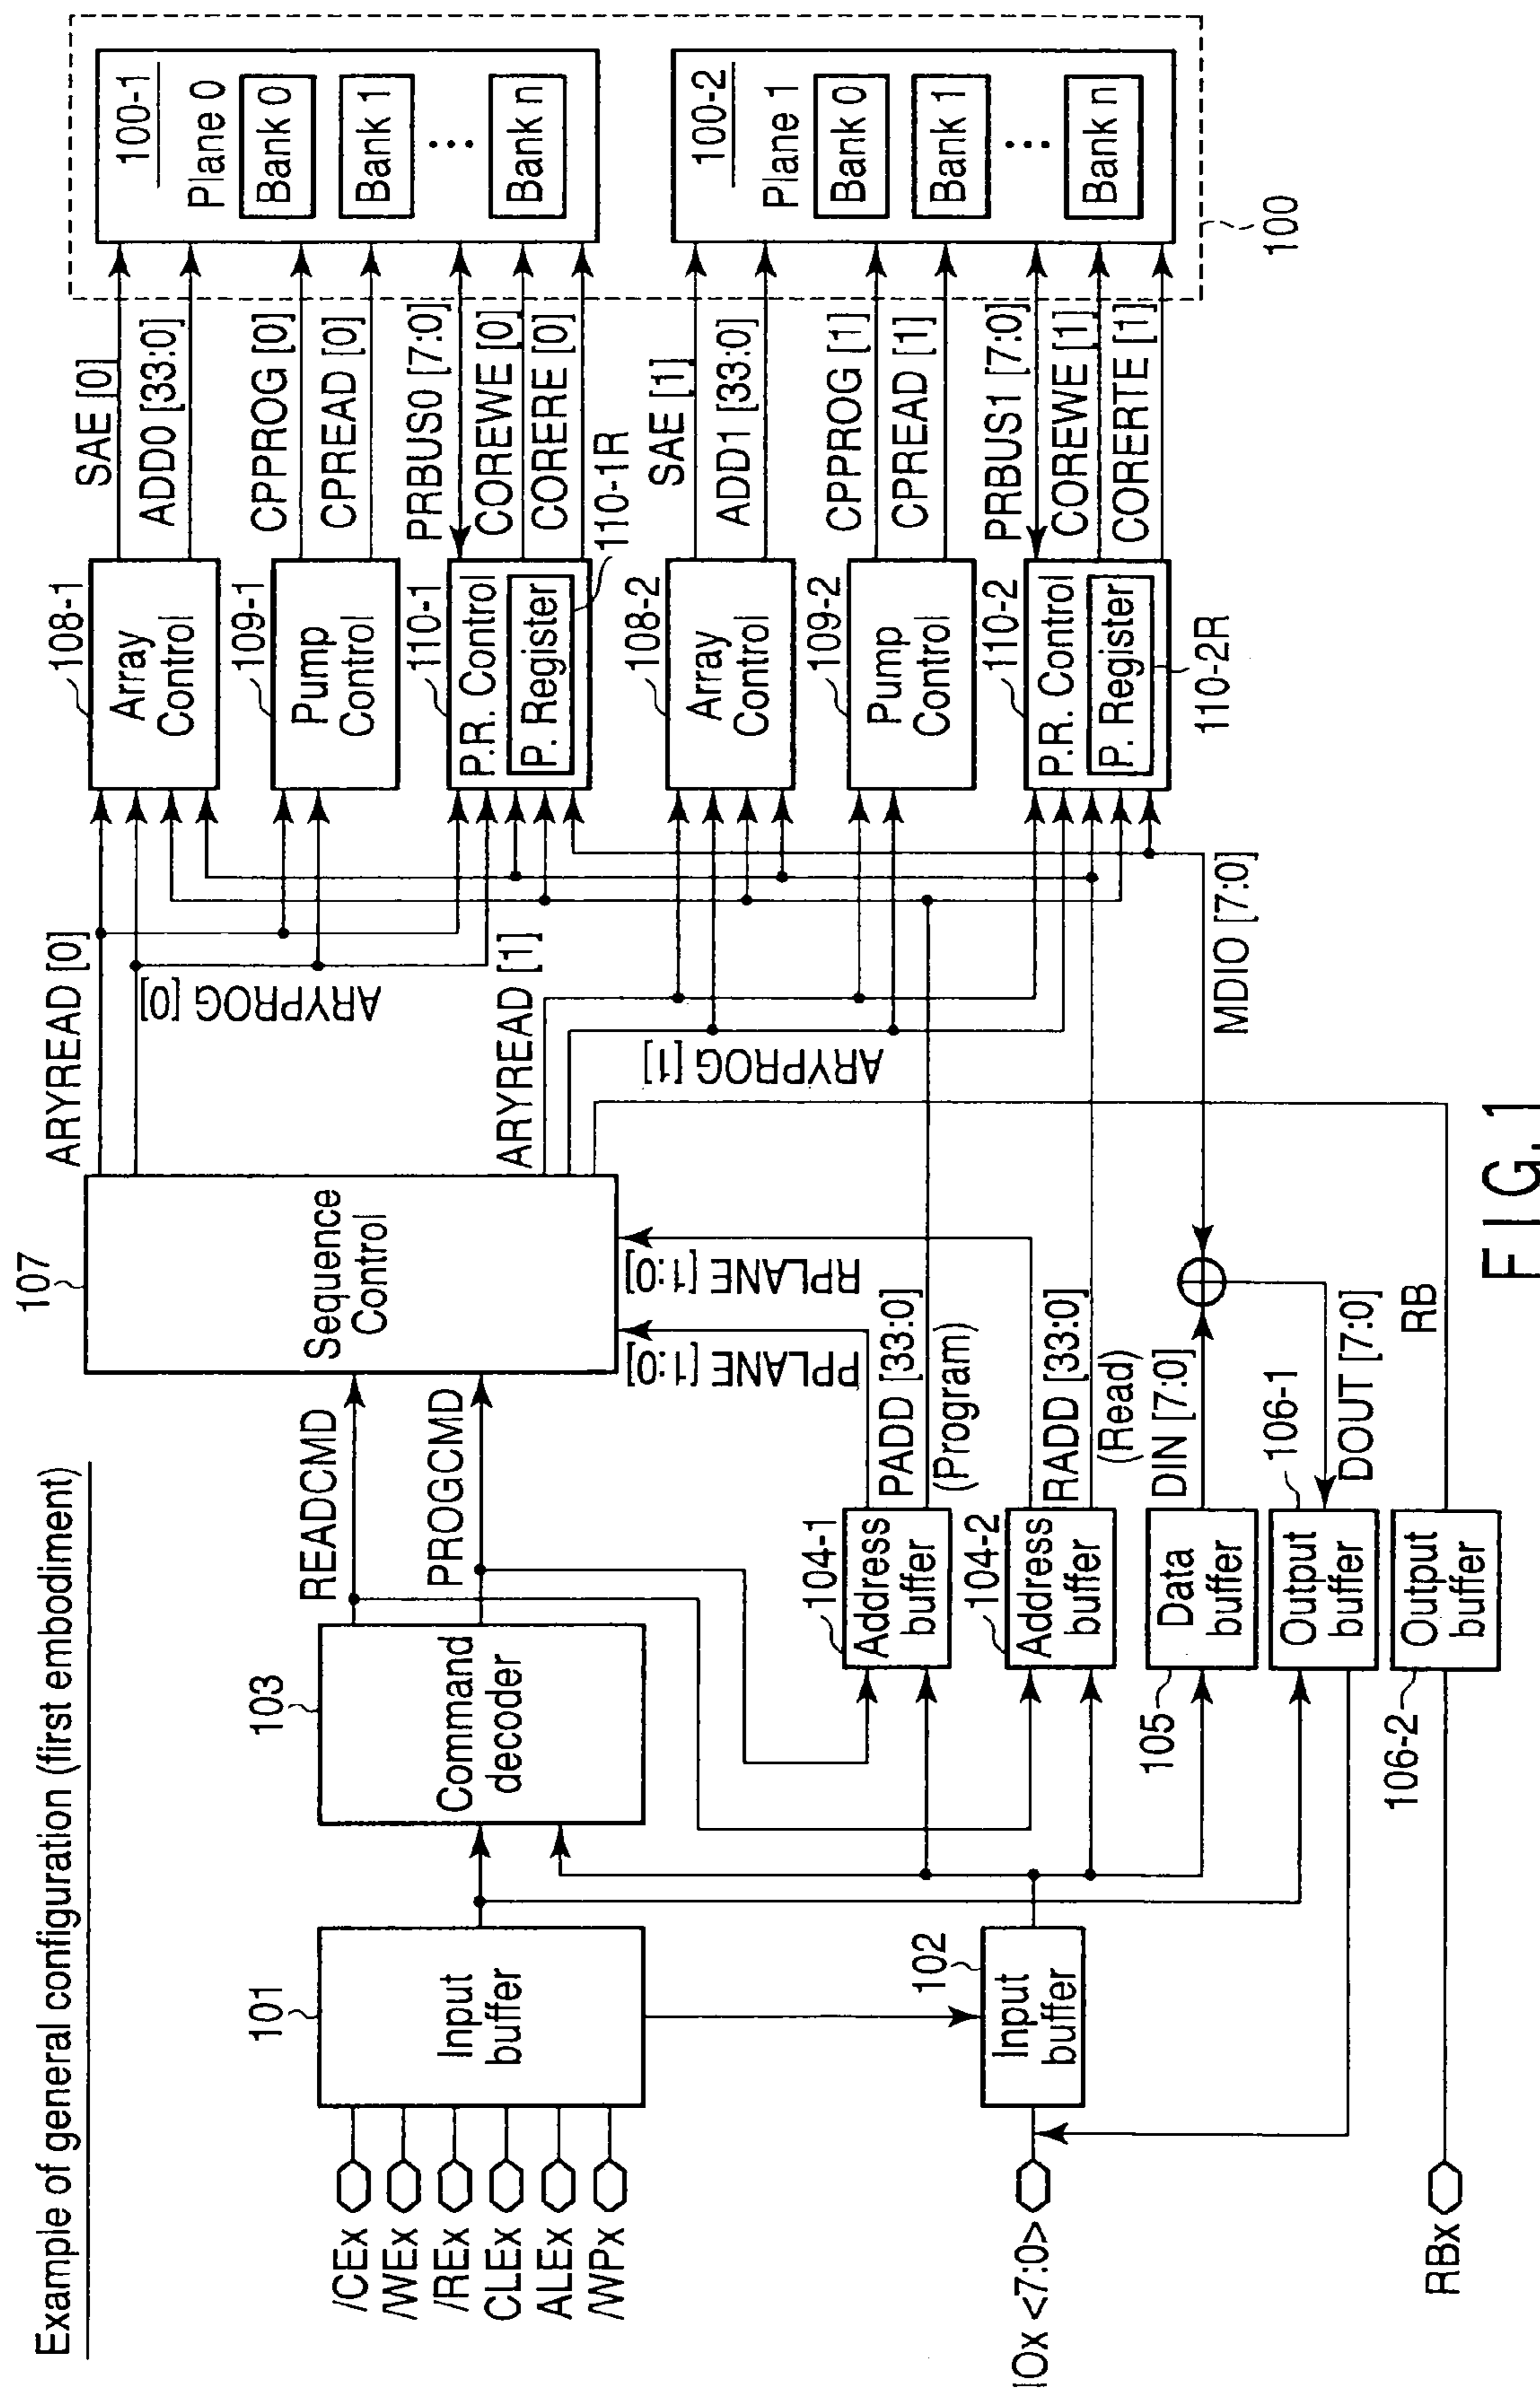 Example of general configuration (first embodiment)
/CEx
/WEx
/REx
CLEx
ALEx
/WPx
IOx <7:0>
RBx
101
Input
buffer
102
Input
buffer
103
Command
decoder
READCMD
PROGCMD
104-1
Address
buffer
104-2
Address
buffer
105
Data
buffer
106-1
Output
buffer
106-2
Output
buffer
PADD [33:0]
(Program)
RADD [33:0]
(Read)
DIN [7:0]
DOUT [7:0]
RB
PPLANE [1:0]
RPLANE [1:0]
107
Sequence
Control
ARYREAD [0]
ARYPROG [0]
ARYREAD [1]
ARYPROG [1]
MDIO [7:0]
108-1
Array
Control
109-1
Pump
Control
110-1
P.R. Control
P. Register
110-1R
108-2
Array
Control
109-2
Pump
Control
110-2
P.R. Control
P. Register
110-2R
SAE [0]
ADD0 [33:0]
CPPROG [0]
CPREAD [0]
PRBUS0 [7:0]
COREWE [0]
CORERE [0]
SAE [1]
ADD1 [33:0]
CPPROG [1]
CPREAD [1]
PRBUS1 [7:0]
COREWE [1]
CORERTE [1]
100-1
Plane 0
Bank 0
Bank 1
...
Bank n
100-2
Plane 1
Bank 0
Bank 1
...
Bank n
100
FIG. 1